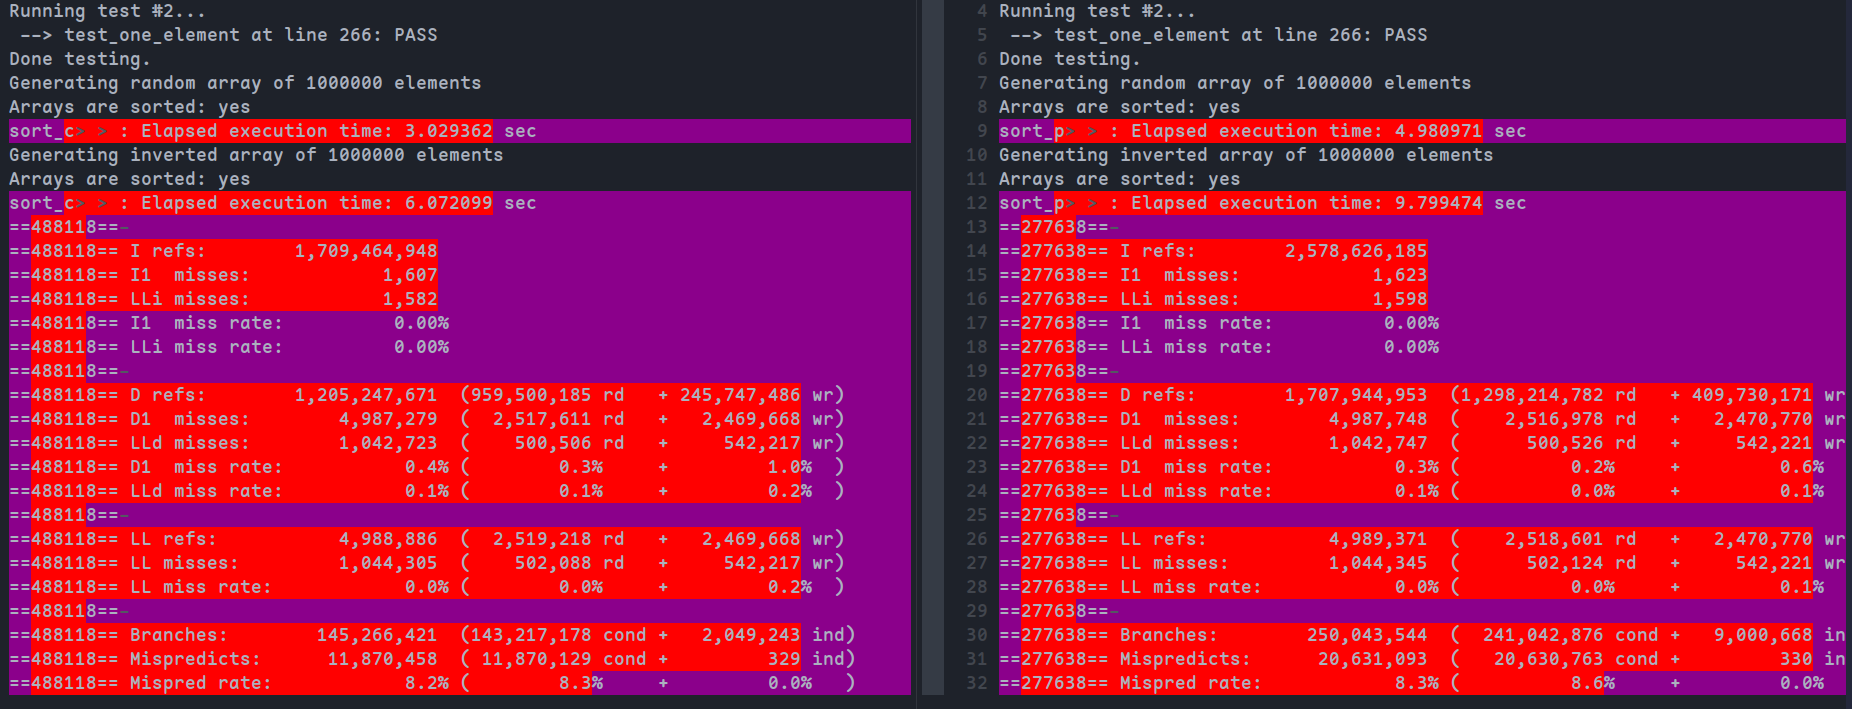 Running test #2...
 --> test_one_element at line 266: PASS
Done testing.
Generating random array of 1000000 elements
Arrays are sorted: yes
sort_c> > : Elapsed execution time: 3.029362 sec
Generating inverted array of 1000000 elements
Arrays are sorted: yes
sort_c> > : Elapsed execution time: 6.072099 sec
==488118==-
==488118== I refs:        1,709,464,948
==488118== I1  misses:            1,607
==488118== LLi misses:            1,582
==488118== I1  miss rate:          0.00%
==488118== LLi miss rate:          0.00%
==488118==-
==488118== D refs:        1,205,247,671  (959,500,185 rd   + 245,747,486 wr)
==488118== D1  misses:        4,987,279  (  2,517,611 rd   +   2,469,668 wr)
==488118== LLd misses:        1,042,723  (    500,506 rd   +     542,217 wr)
==488118== D1  miss rate:           0.4% (        0.3%     +         1.0%  )
==488118== LLd miss rate:           0.1% (        0.1%     +         0.2%  )
==488118==-
==488118== LL refs:           4,988,886  (  2,519,218 rd   +   2,469,668 wr)
==488118== LL misses:         1,044,305  (    502,088 rd   +     542,217 wr)
==488118== LL miss rate:            0.0% (        0.0%     +         0.2%  )
==488118==-
==488118== Branches:        145,266,421  (143,217,178 cond +   2,049,243 ind)
==488118== Mispredicts:      11,870,458  ( 11,870,129 cond +         329 ind)
==488118== Mispred rate:            8.2% (        8.3%     +         0.0%   )
4 Running test #2...
5  --> test_one_element at line 266: PASS
6 Done testing.
7 Generating random array of 1000000 elements
8 Arrays are sorted: yes
9 sort_p> > : Elapsed execution time: 4.980971 sec
10 Generating inverted array of 1000000 elements
11 Arrays are sorted: yes
12 sort_p> > : Elapsed execution time: 9.799474 sec
13 ==277638==-
14 ==277638== I refs:        2,578,626,185
15 ==277638== I1  misses:            1,623
16 ==277638== LLi misses:            1,598
17 ==277638== I1  miss rate:          0.00%
18 ==277638== LLi miss rate:          0.00%
19 ==277638==-
20 ==277638== D refs:        1,707,944,953  (1,298,214,782 rd   + 409,730,171 wr
21 ==277638== D1  misses:        4,987,748  (    2,516,978 rd   +   2,470,770 wr
22 ==277638== LLd misses:        1,042,747  (      500,526 rd   +     542,221 wr
23 ==277638== D1  miss rate:           0.3% (          0.2%     +         0.6%
24 ==277638== LLd miss rate:           0.1% (          0.0%     +         0.1%
25 ==277638==-
26 ==277638== LL refs:           4,989,371  (    2,518,601 rd   +   2,470,770 wr
27 ==277638== LL misses:         1,044,345  (      502,124 rd   +     542,221 wr
28 ==277638== LL miss rate:            0.0% (          0.0%     +         0.1%
29 ==277638==-
30 ==277638== Branches:        250,043,544  (  241,042,876 cond +   9,000,668 in
31 ==277638== Mispredicts:      20,631,093  (   20,630,763 cond +         330 in
32 ==277638== Mispred rate:            8.3% (          8.6%     +         0.0%